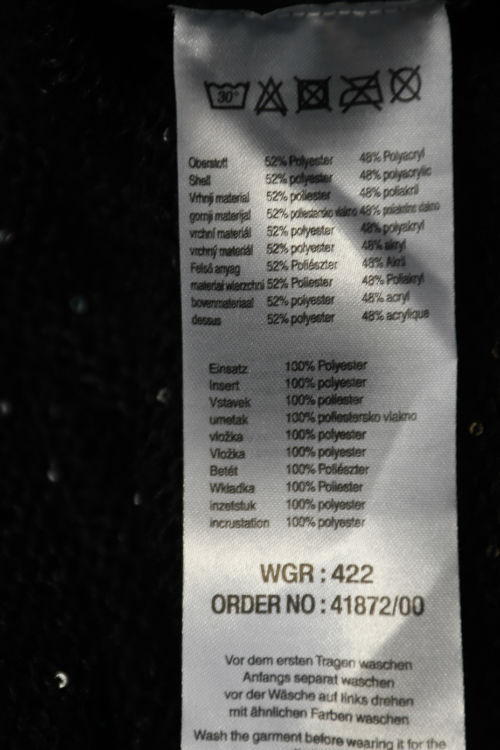 30°
Oberstoff 52% Polyester 48% Polyacryl
Shell 52% polyester 48% polyacrylic
Vrhnji material 52% poliester 48% poliakril
gornji materijal 52% poliestersko vlakno 48% poliakrilno vlakno
vrchní materiál 52% polyester 48% polyakryl
vrchný materiál 52% polyester 48% akryl
Felső anyag 52% Poliészter 48% Akril
materiał wierzchni 52% Poliester 48% Poliakryl
bovenmateriaal 52% polyester 48% acryl
dessus 52% polyester 48% acrylique
Einsatz 100% Polyester
Insert 100% polyester
Vstavek 100% poliester
umetak 100% poliestersko vlakno
vložka 100% polyester
Vložka 100% polyester
Betét 100% Poliészter
Wkładka 100% Poliester
inzetstuk 100% polyester
incrustation 100% polyester
WGR : 422
ORDER NO : 41872/00
Vor dem ersten Tragen waschen
Anfangs separat waschen
vor der Wäsche auf links drehen
mit ähnlichen Farben waschen
Wash the garment before wearing it for the